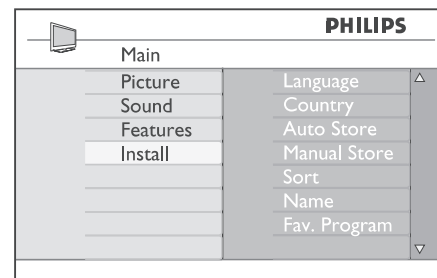 PHILIPS
Main
Picture
Sound
Features
Install
Language
Country
Auto Store
Manual Store
Sort
Name
Fav. Program